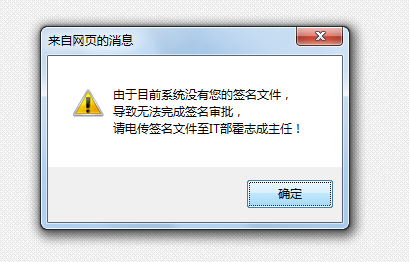 来自网页的消息
由于目前系统没有您的签名文件，
导致无法完成签名审批，
请电传签名文件至IT部霍志成主任！
确定